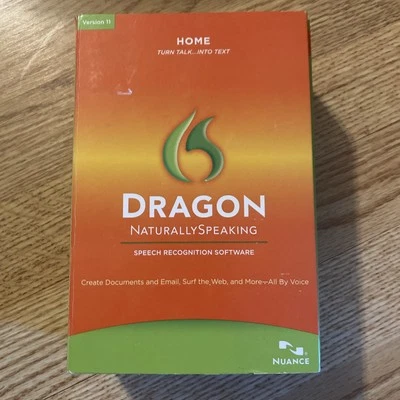 Version 11
HOME
TURN TALK...INTO TEXT
DRAGON
NATURALLYSPEAKING
SPEECH RECOGNITION SOFTWARE
Create Documents and Email, Surf the Web, and More–All By Voice
NUANCE